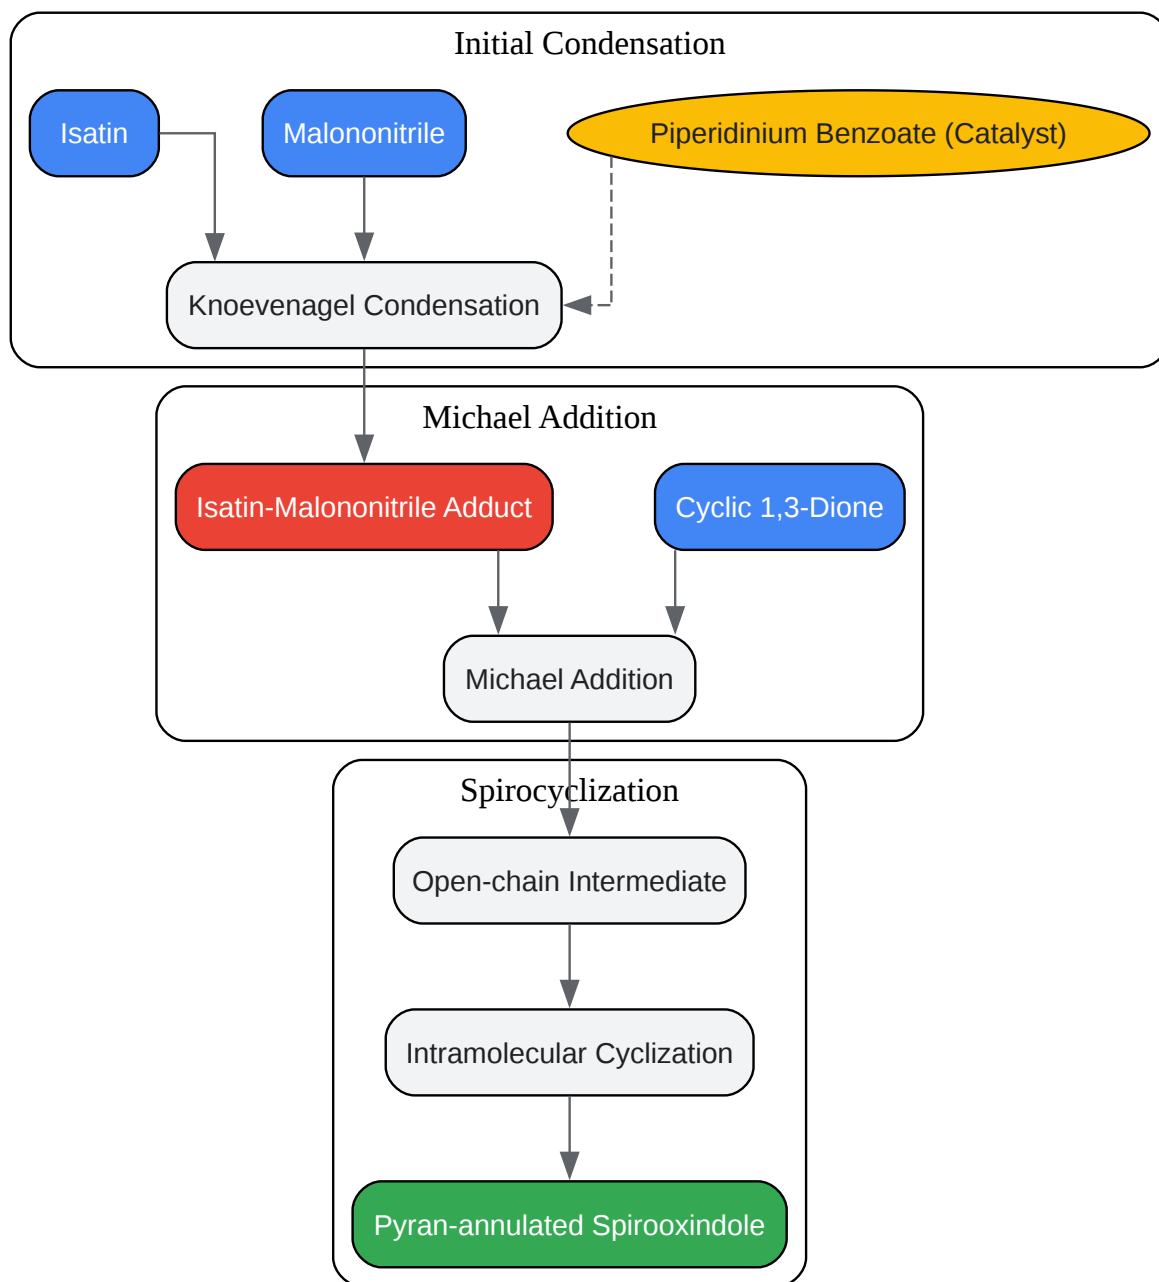 Initial Condensation
Isatin
Malononitrile
Piperidinium Benzoate (Catalyst)
Knoevenagel Condensation
Michael Addition
Isatin-Malononitrile Adduct
Cyclic 1,3-Dione
Michael Addition
Spirocyclization
Open-chain Intermediate
Intramolecular Cyclization
Pyran-annulated Spirooxindole